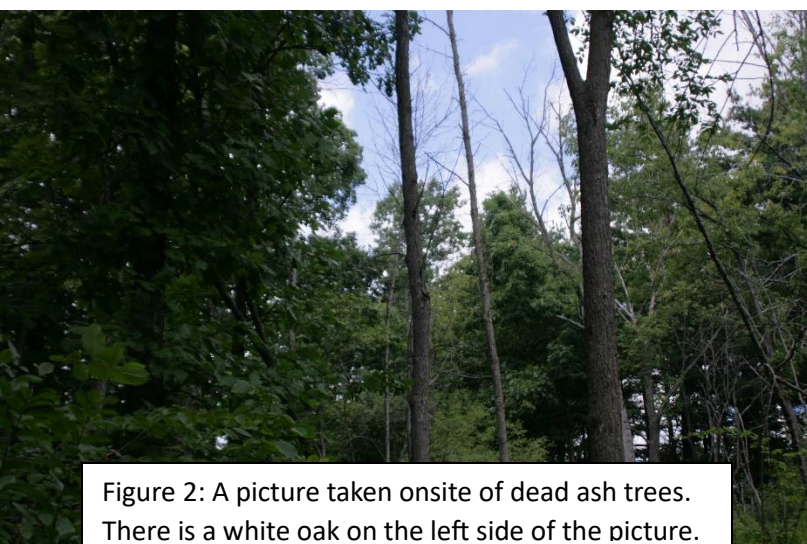 Figure 2: A picture taken onsite of dead ash trees.
There is a white oak on the left side of the picture.